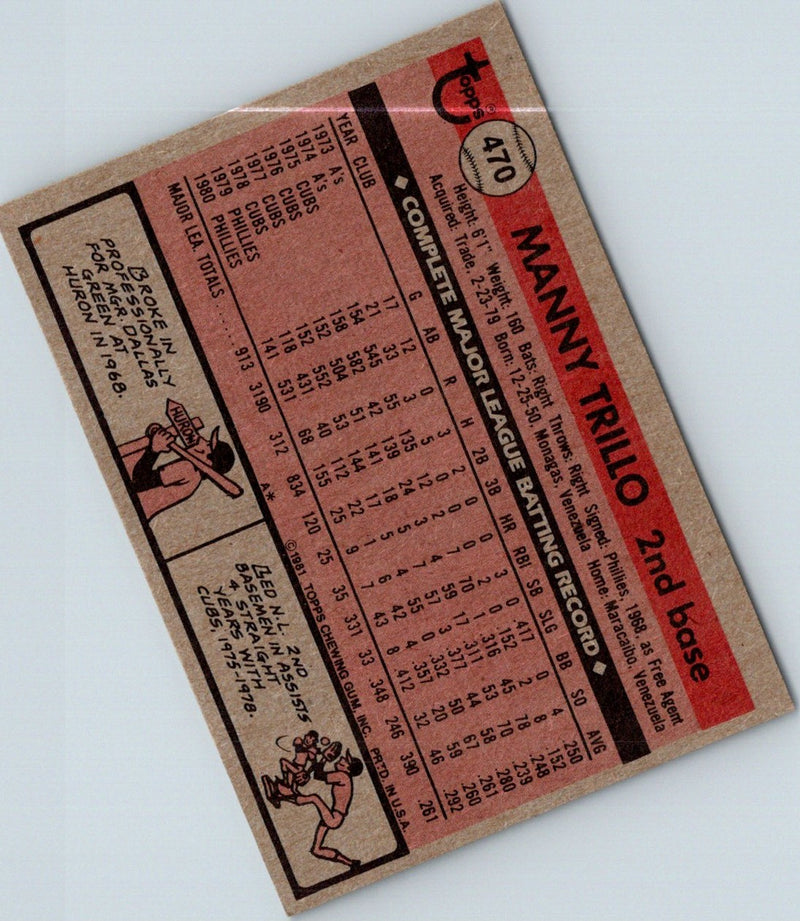 topps®
470
MANNY TRILLO 2nd base
Height: 6'1" Weight: 160 Bats: Right Throws: Right Signed: Phillies, 1968, as Free Agent
Acquired: Trade, 2-23-79 Born: 12-25-50, Monagas, Venezuela Home: Maracaibo, Venezuela
◆ COMPLETE MAJOR LEAGUE BATTING RECORD ◆
YEAR CLUB G AB R H 2B 3B HR RBI SB SLG BB SO AVG
1973 A's 17 12 0 3 2 0 0 3 0 .417 0 4 .250
1974 A's 21 33 3 5 0 0 0 2 0 .152 2 8 .152
1975 CUBS 154 545 55 135 12 2 7 70 1 .316 45 78 .248
1976 CUBS 158 582 42 139 24 3 4 59 17 .311 53 70 .239
1977 CUBS 152 504 51 141 18 5 7 57 3 .377 44 58 .280
1978 CUBS 152 552 53 144 17 5 4 55 0 .332 50 67 .261
1979 PHILLIES 118 431 40 112 22 1 6 42 4 .357 20 59 .260
1980 PHILLIES 141 531 68 155 25 9 7 43 8 .412 32 46 .292
MAJOR LEA. TOTALS ...... 913 3190 312 834 120 25 35 331 33 .348 246 390 .261
A* ©1981 TOPPS CHEWING GUM, INC. PRTD. IN U.S.A.
BROKE IN
PROFESSIONALLY
FOR MGR. DALLAS
GREEN AT
HURON IN 1968.
HURON
LED N.L. 2ND
BASEMEN IN ASSISTS
4 STRAIGHT
YEARS WITH
CUBS, 1975-1978.